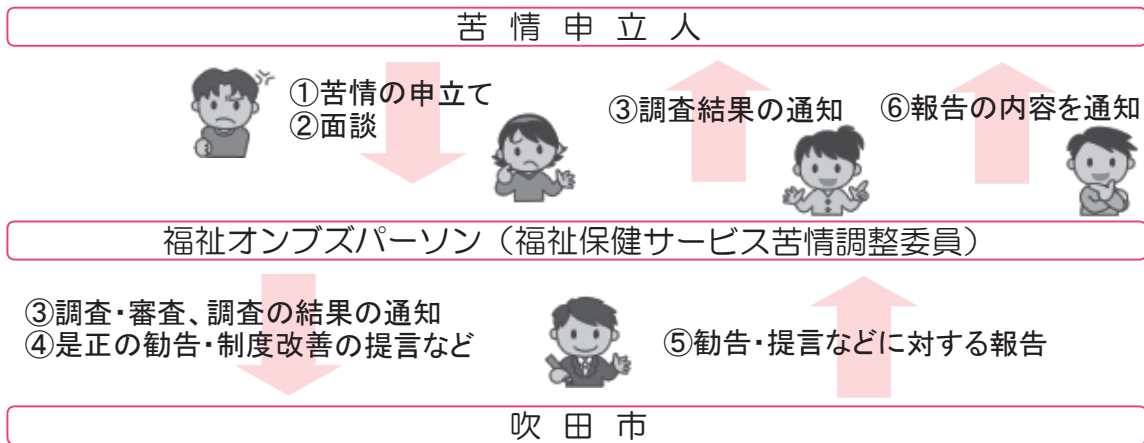 苦情申立人
①苦情の申立て
②面談
③調査結果の通知
⑥報告の内容を通知
福祉オンブズパーソン（福祉保健サービス苦情調整委員）
③調査・審査、調査の結果の通知
④是正の勧告・制度改善の提言など
⑤勧告・提言などに対する報告
吹田市